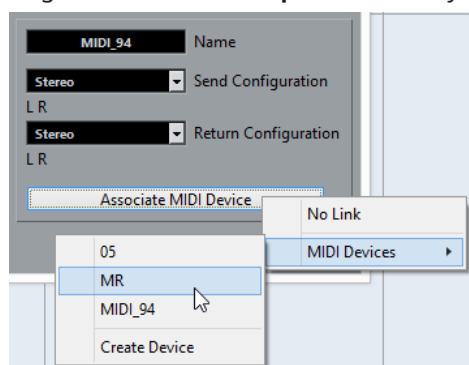 MIDI_94 Name
Stereo Send Configuration
L R
Stereo Return Configuration
L R
Associate MIDI Device
No Link
MIDI Devices
05
MR
MIDI_94
Create Device